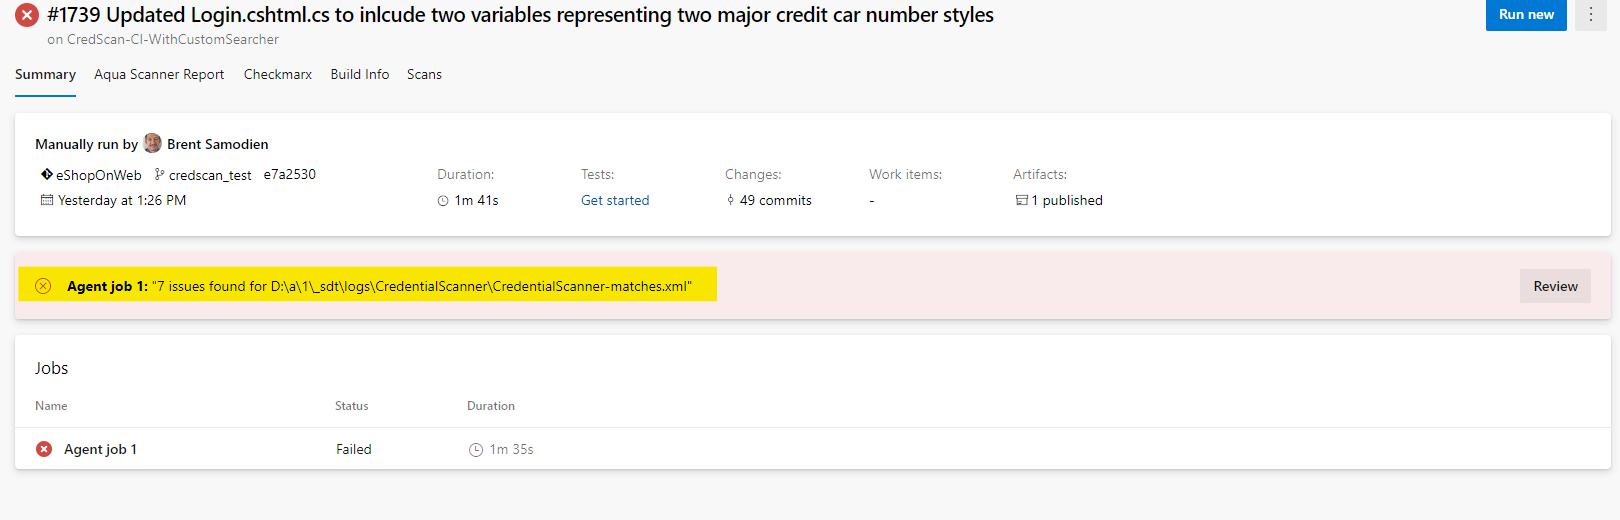 #1739 Updated Login.cshtml.cs to inlcude two variables representing two major credit car number styles
Run new
on CredScan-CI-WithCustomSearcher
Summary Aqua Scanner Report Checkmarx Build Info Scans
Manually run by Brent Samodien
eShopOnWeb credscan_test e7a2530
Duration: Tests: Changes: Work items: Artifacts:
Yesterday at 1:26 PM 1m 41s Get started 49 commits - 1 published
Agent job 1: "7 issues found for D:\a\1\_sdt\logs\CredentialScanner\CredentialScanner-matches.xml"
Review
Jobs
Name Status Duration
Agent job 1 Failed 1m 35s